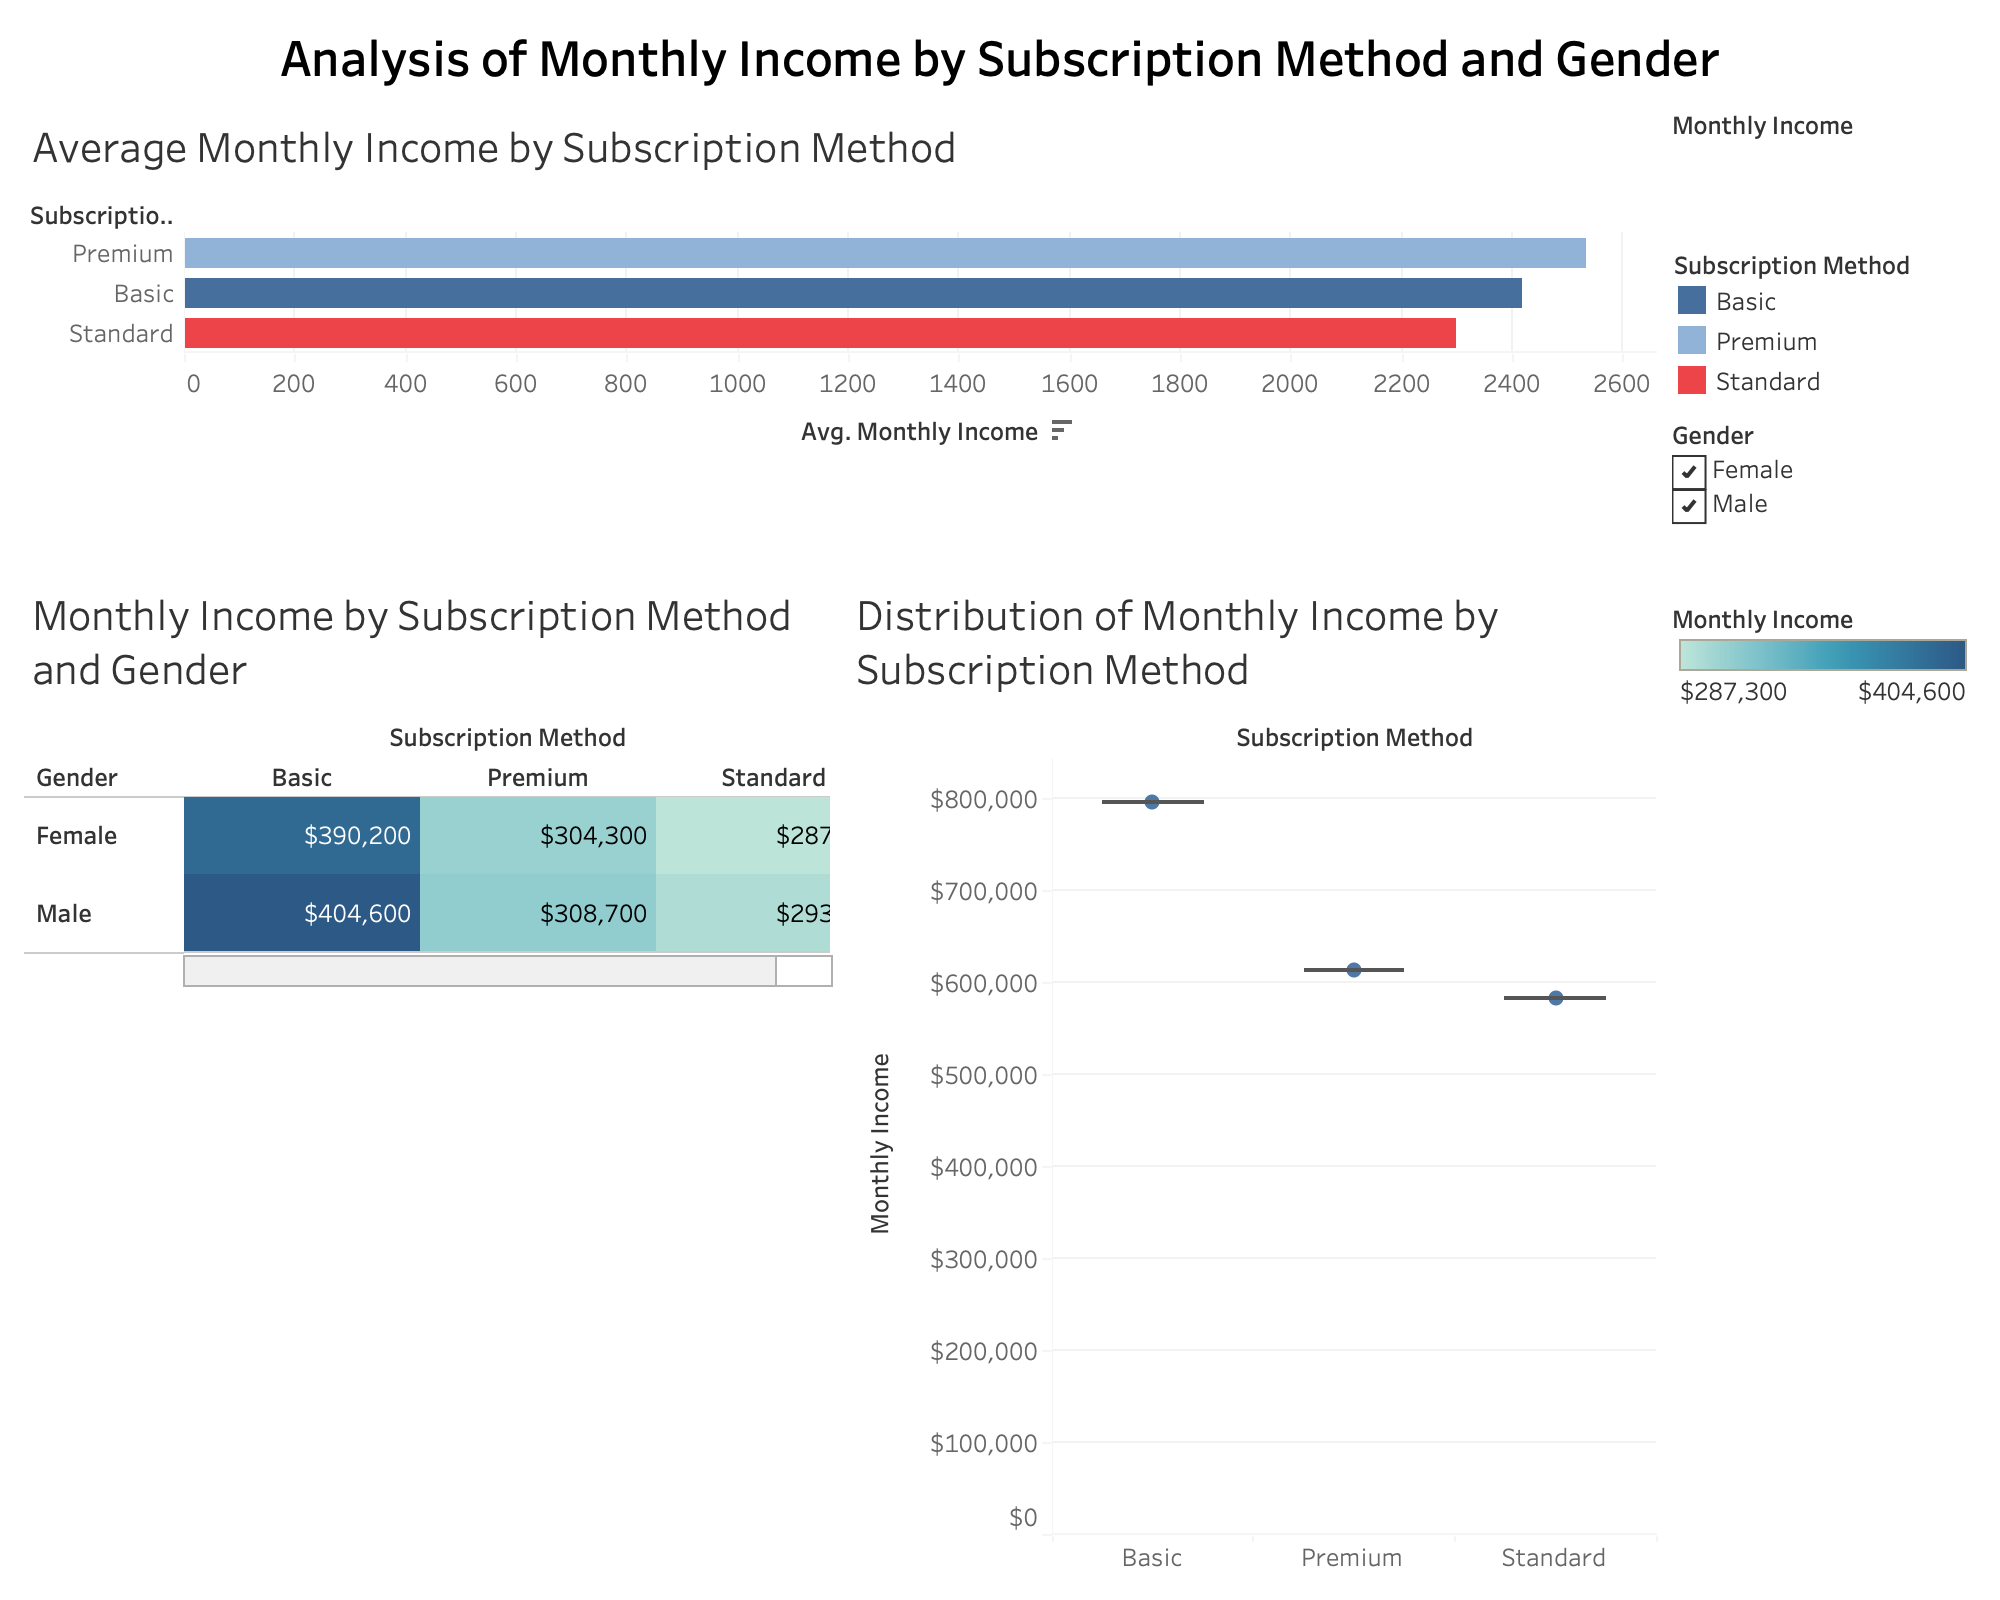 Analysis of Monthly Income by Subscription Method and Gender
Average Monthly Income by Subscription Method
Subscriptio..
Premium
Basic
Standard
0 200 400 600 800 1000 1200 1400 1600 1800 2000 2200 2400 2600
Avg. Monthly Income
Monthly Income
Subscription Method
Basic
Premium
Standard
Gender
Female
Male
Monthly Income by Subscription Method
and Gender
Subscription Method
Gender Basic Premium Standard
Female $390,200 $304,300 $287
Male $404,600 $308,700 $293
Distribution of Monthly Income by
Subscription Method
Subscription Method
$800,000
$700,000
$600,000
$500,000
$400,000
$300,000
$200,000
$100,000
$0
Monthly Income
Basic Premium Standard
Monthly Income
$287,300 $404,600